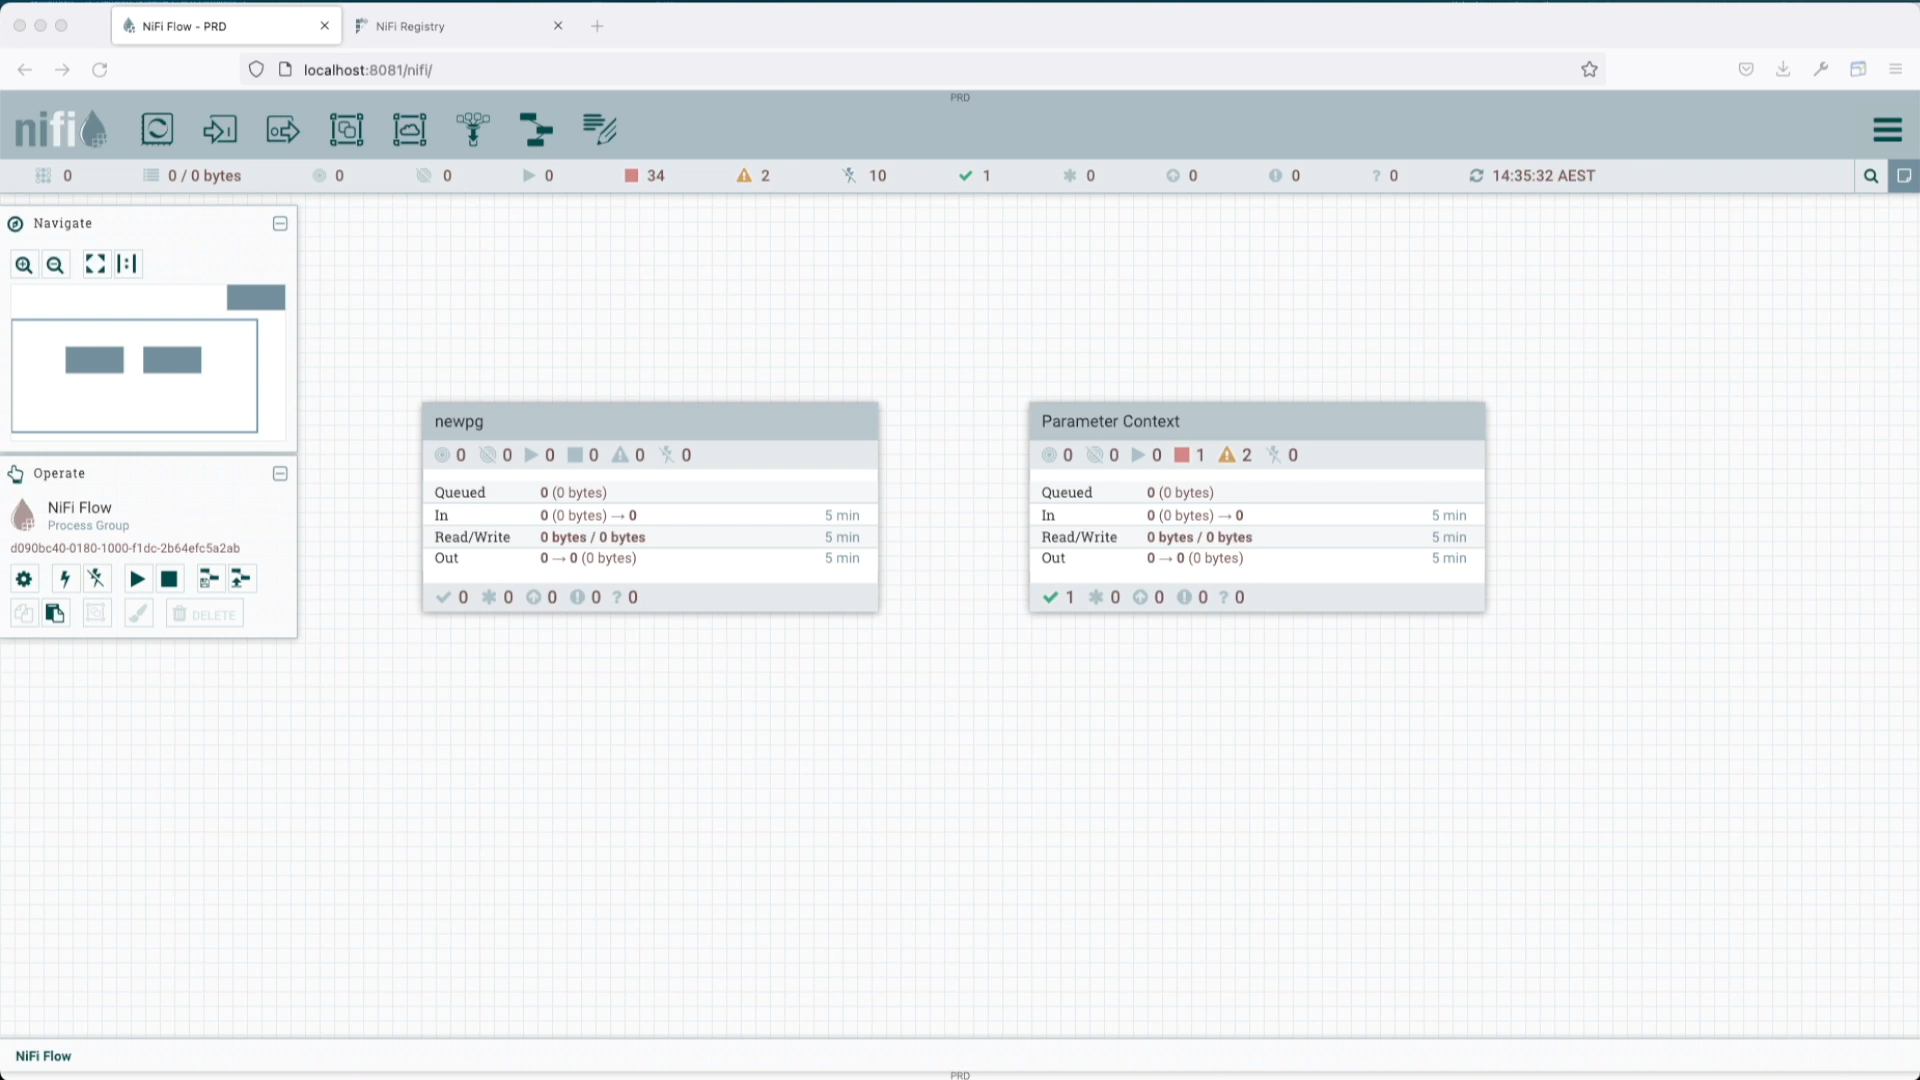 NiFi Flow - PRD
NiFi Registry
localhost:8081/nifi/
PRD
nifi
0
0 / 0 bytes
0
0
0
34
2
10
1
0
0
0
? 0
14:35:32 AEST
Navigate
Operate
NiFi Flow
Process Group
d090bc40-0180-1000-f1dc-2b64efc5a2ab
DELETE
newpg
0 0 0 0 0 0
Queued 0 (0 bytes)
In 0 (0 bytes) → 0 5 min
Read/Write 0 bytes / 0 bytes 5 min
Out 0 → 0 (0 bytes) 5 min
0 0 0 0 ? 0
Parameter Context
0 0 0 1 2 0
Queued 0 (0 bytes)
In 0 (0 bytes) → 0 5 min
Read/Write 0 bytes / 0 bytes 5 min
Out 0 → 0 (0 bytes) 5 min
1 0 0 0 ? 0
NiFi Flow
PRD